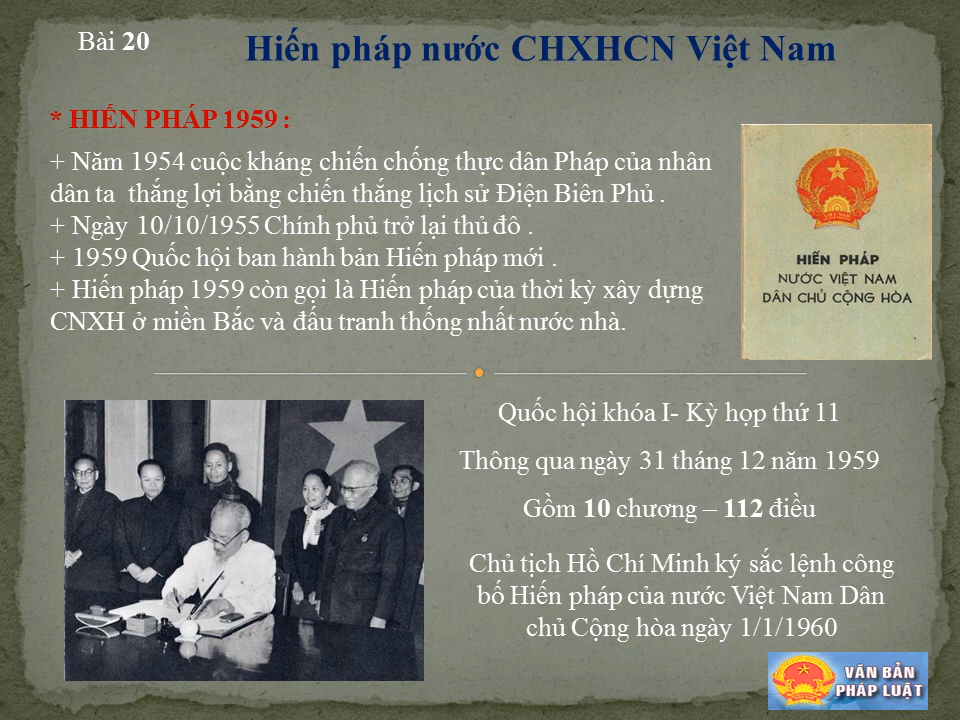 Bài 20
Hiến pháp nước CHXHCN Việt Nam
* HIẾN PHÁP 1959 :
+ Năm 1954 cuộc kháng chiến chống thực dân Pháp của nhân
dân ta thắng lợi bằng chiến thắng lịch sử Điện Biên Phủ .
+ Ngày 10/10/1955 Chính phủ trở lại thủ đô .
+ 1959 Quốc hội ban hành bản Hiến pháp mới .
+ Hiến pháp 1959 còn gọi là Hiến pháp của thời kỳ xây dựng
CNXH ở miền Bắc và đấu tranh thống nhất nước nhà.
HIẾN PHÁP
NƯỚC VIỆT NAM
DÂN CHỦ CỘNG HÒA
Quốc hội khóa I- Kỳ họp thứ 11
Thông qua ngày 31 tháng 12 năm 1959
Gồm 10 chương – 112 điều
Chủ tịch Hồ Chí Minh ký sắc lệnh công
bố Hiến pháp của nước Việt Nam Dân
chủ Cộng hòa ngày 1/1/1960
VĂN BẢN
PHÁP LUẬT